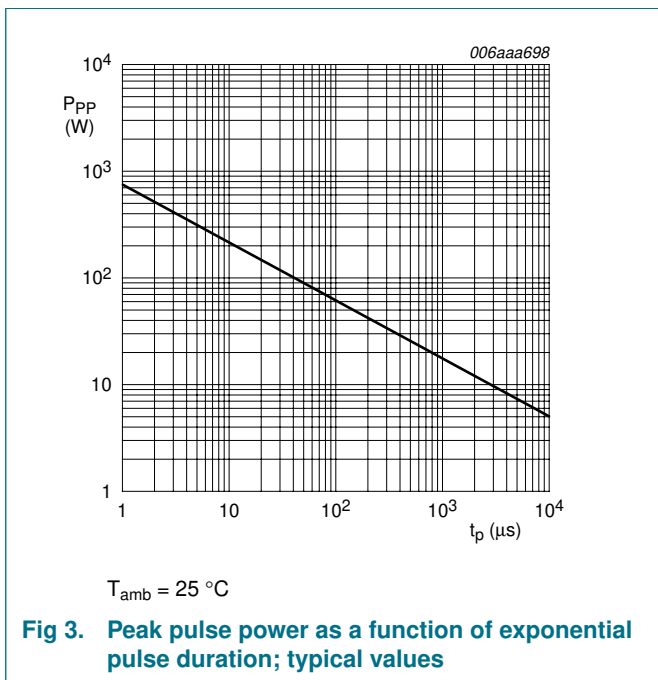 006aaa698
10⁴
P_PP
(W)
10³
10²
10
1
1 10 10² 10³ 10⁴
t_p (μs)
T_amb = 25 °C
Fig 3. Peak pulse power as a function of exponential
pulse duration; typical values